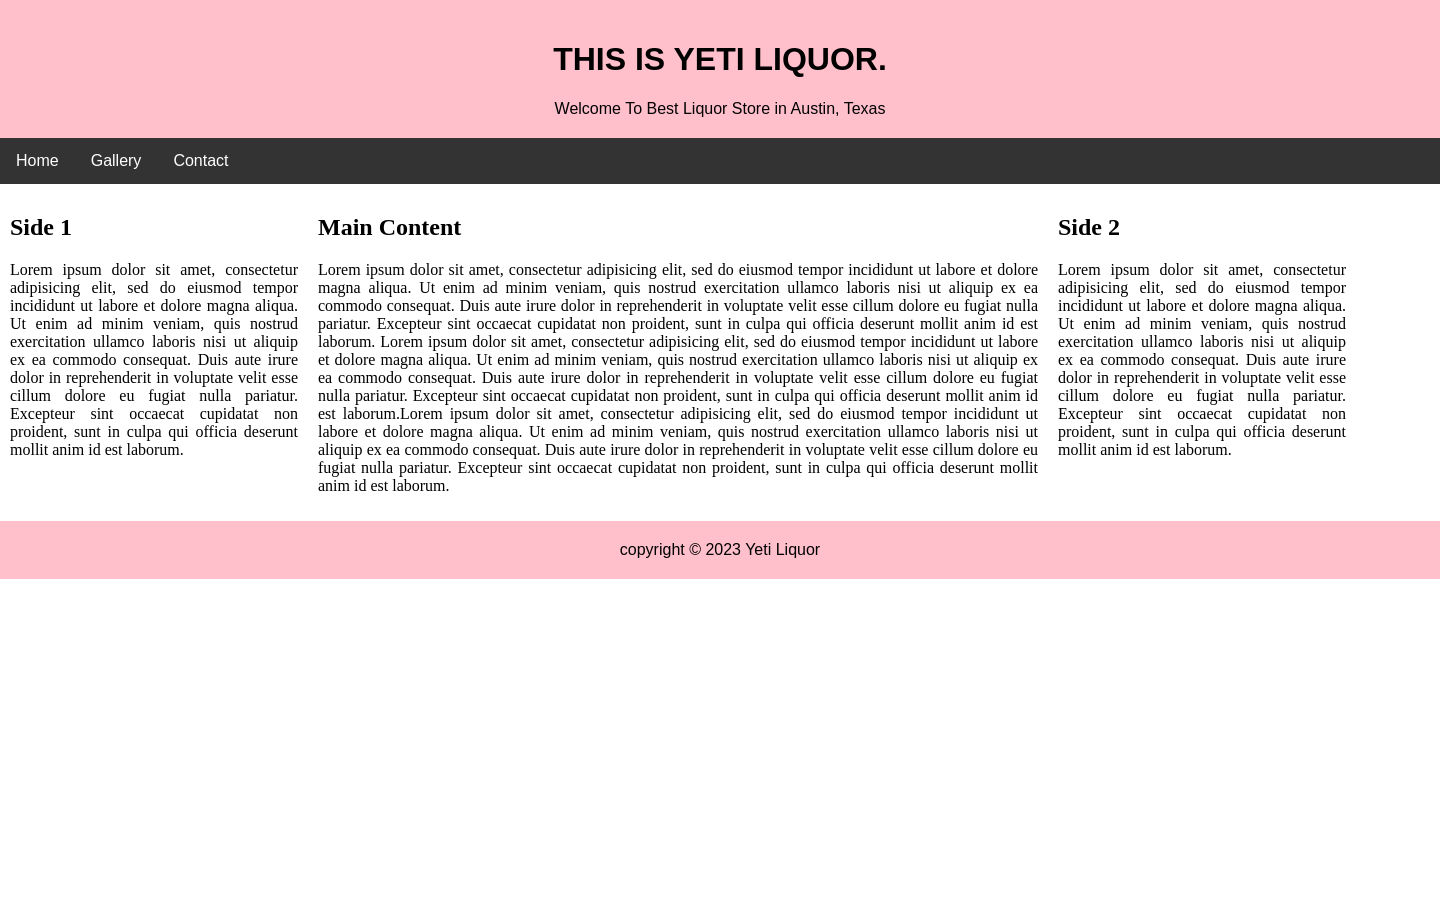 THIS IS YETI LIQUOR.
Welcome To Best Liquor Store in Austin, Texas
Home Gallery Contact
Side 1
Lorem ipsum dolor sit amet, consectetur
adipisicing elit, sed do eiusmod tempor
incididunt ut labore et dolore magna aliqua.
Ut enim ad minim veniam, quis nostrud
exercitation ullamco laboris nisi ut aliquip
ex ea commodo consequat. Duis aute irure
dolor in reprehenderit in voluptate velit esse
cillum dolore eu fugiat nulla pariatur.
Excepteur sint occaecat cupidatat non
proident, sunt in culpa qui officia deserunt
mollit anim id est laborum.
Main Content
Lorem ipsum dolor sit amet, consectetur adipisicing elit, sed do eiusmod tempor incididunt ut labore et dolore
magna aliqua. Ut enim ad minim veniam, quis nostrud exercitation ullamco laboris nisi ut aliquip ex ea
commodo consequat. Duis aute irure dolor in reprehenderit in voluptate velit esse cillum dolore eu fugiat nulla
pariatur. Excepteur sint occaecat cupidatat non proident, sunt in culpa qui officia deserunt mollit anim id est
laborum. Lorem ipsum dolor sit amet, consectetur adipisicing elit, sed do eiusmod tempor incididunt ut labore
et dolore magna aliqua. Ut enim ad minim veniam, quis nostrud exercitation ullamco laboris nisi ut aliquip ex
ea commodo consequat. Duis aute irure dolor in reprehenderit in voluptate velit esse cillum dolore eu fugiat
nulla pariatur. Excepteur sint occaecat cupidatat non proident, sunt in culpa qui officia deserunt mollit anim id
est laborum.Lorem ipsum dolor sit amet, consectetur adipisicing elit, sed do eiusmod tempor incididunt ut
labore et dolore magna aliqua. Ut enim ad minim veniam, quis nostrud exercitation ullamco laboris nisi ut
aliquip ex ea commodo consequat. Duis aute irure dolor in reprehenderit in voluptate velit esse cillum dolore eu
fugiat nulla pariatur. Excepteur sint occaecat cupidatat non proident, sunt in culpa qui officia deserunt mollit
anim id est laborum.
Side 2
Lorem ipsum dolor sit amet, consectetur
adipisicing elit, sed do eiusmod tempor
incididunt ut labore et dolore magna aliqua.
Ut enim ad minim veniam, quis nostrud
exercitation ullamco laboris nisi ut aliquip
ex ea commodo consequat. Duis aute irure
dolor in reprehenderit in voluptate velit esse
cillum dolore eu fugiat nulla pariatur.
Excepteur sint occaecat cupidatat non
proident, sunt in culpa qui officia deserunt
mollit anim id est laborum.
copyright © 2023 Yeti Liquor